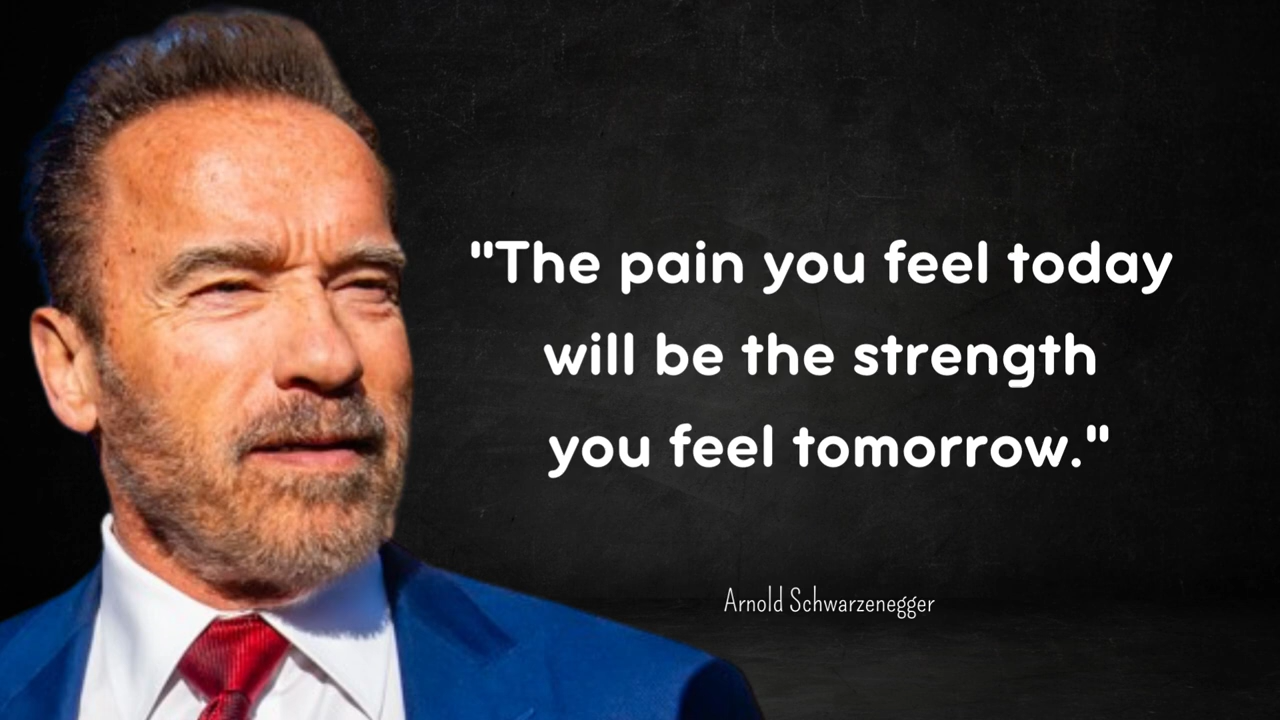 "The pain you feel today
will be the strength
you feel tomorrow."
Arnold Schwarzenegger